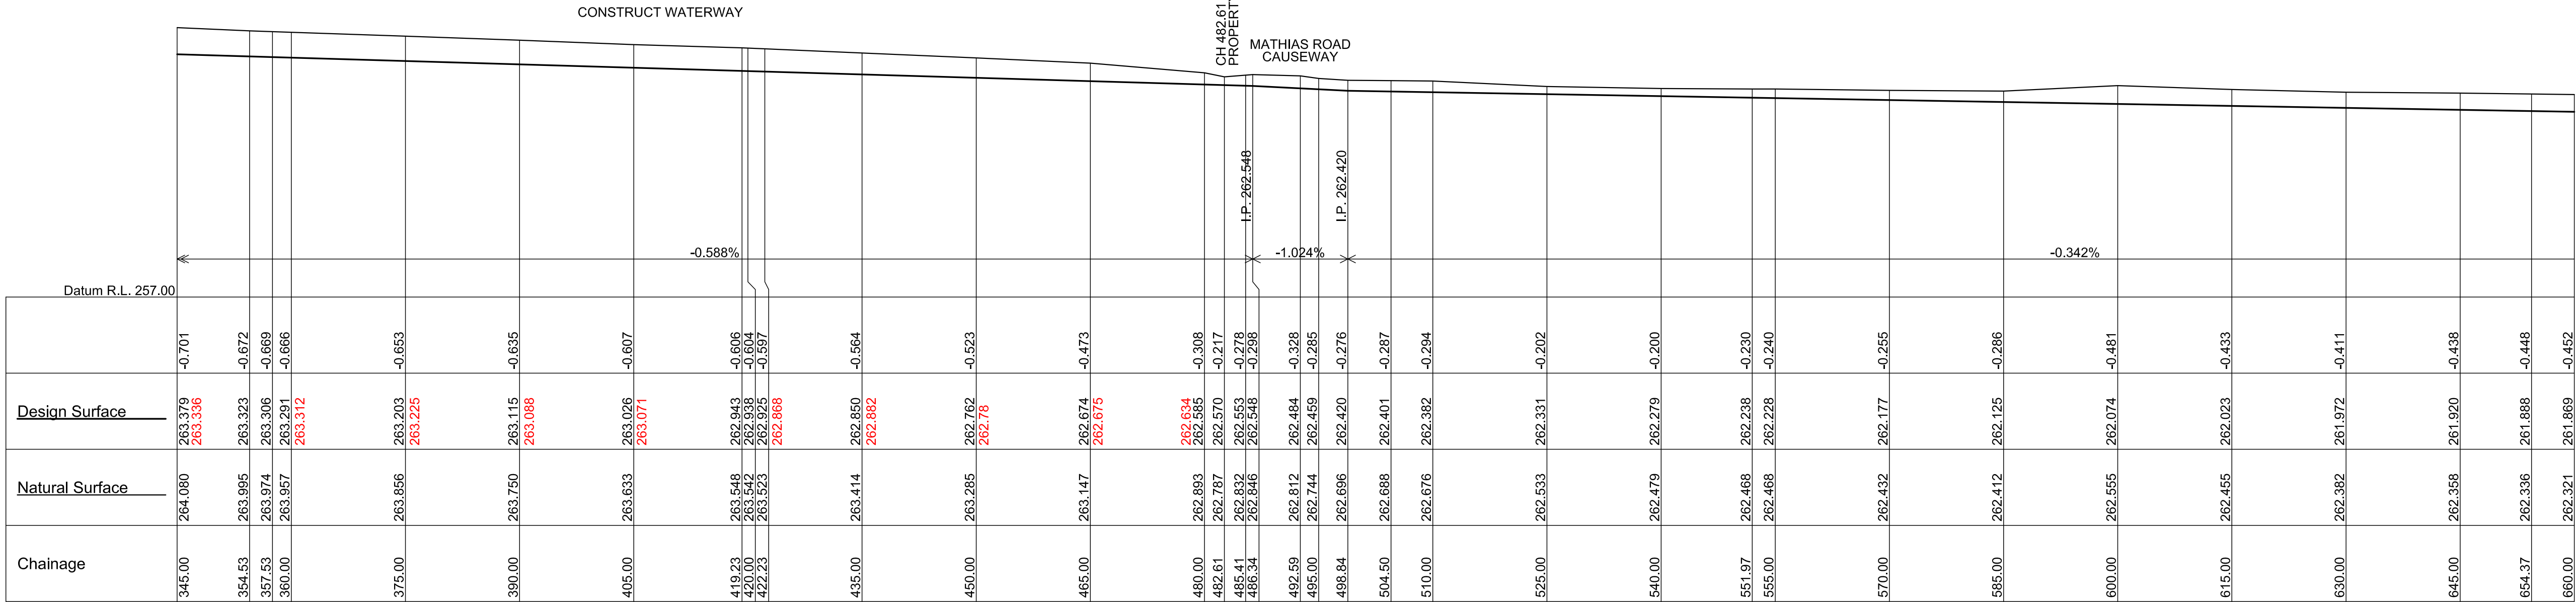 CONSTRUCT WATERWAY
CH 482.61
PROPERT
MATHIAS ROAD
CAUSEWAY
I.P. 262.548
I.P. 262.420
-0.588%
-1.024%
-0.342%
Datum R.L. 257.00
-0.701 -0.672 -0.669 -0.666 -0.653 -0.635 -0.607 -0.606 -0.604 -0.597 -0.564 -0.523 -0.473 -0.308 -0.217 -0.278 -0.298 -0.328 -0.285 -0.276 -0.287 -0.294 -0.202 -0.200 -0.230 -0.240 -0.255 -0.286 -0.481 -0.433 -0.411 -0.438 -0.448 -0.452
Design Surface 263.379 263.336 263.323 263.306 263.291 263.312 263.203 263.225 263.115 263.088 263.026 263.071 262.943 262.938 262.925 262.868 262.850 262.882 262.762 262.78 262.674 262.675 262.634 262.585 262.570 262.553 262.548 262.484 262.459 262.420 262.401 262.382 262.331 262.279 262.238 262.228 262.177 262.125 262.074 262.023 261.972 261.920 261.888 261.869
Natural Surface 264.080 263.995 263.974 263.957 263.856 263.750 263.633 263.548 263.542 263.523 263.414 263.285 263.147 262.893 262.787 262.832 262.846 262.812 262.744 262.696 262.688 262.676 262.533 262.479 262.468 262.468 262.432 262.412 262.555 262.455 262.382 262.358 262.336 262.321
Chainage 345.00 354.53 357.53 360.00 375.00 390.00 405.00 419.23 420.00 422.23 435.00 450.00 465.00 480.00 482.61 485.41 486.34 492.59 495.00 498.84 504.50 510.00 525.00 540.00 551.97 555.00 570.00 585.00 600.00 615.00 630.00 645.00 654.37 660.00